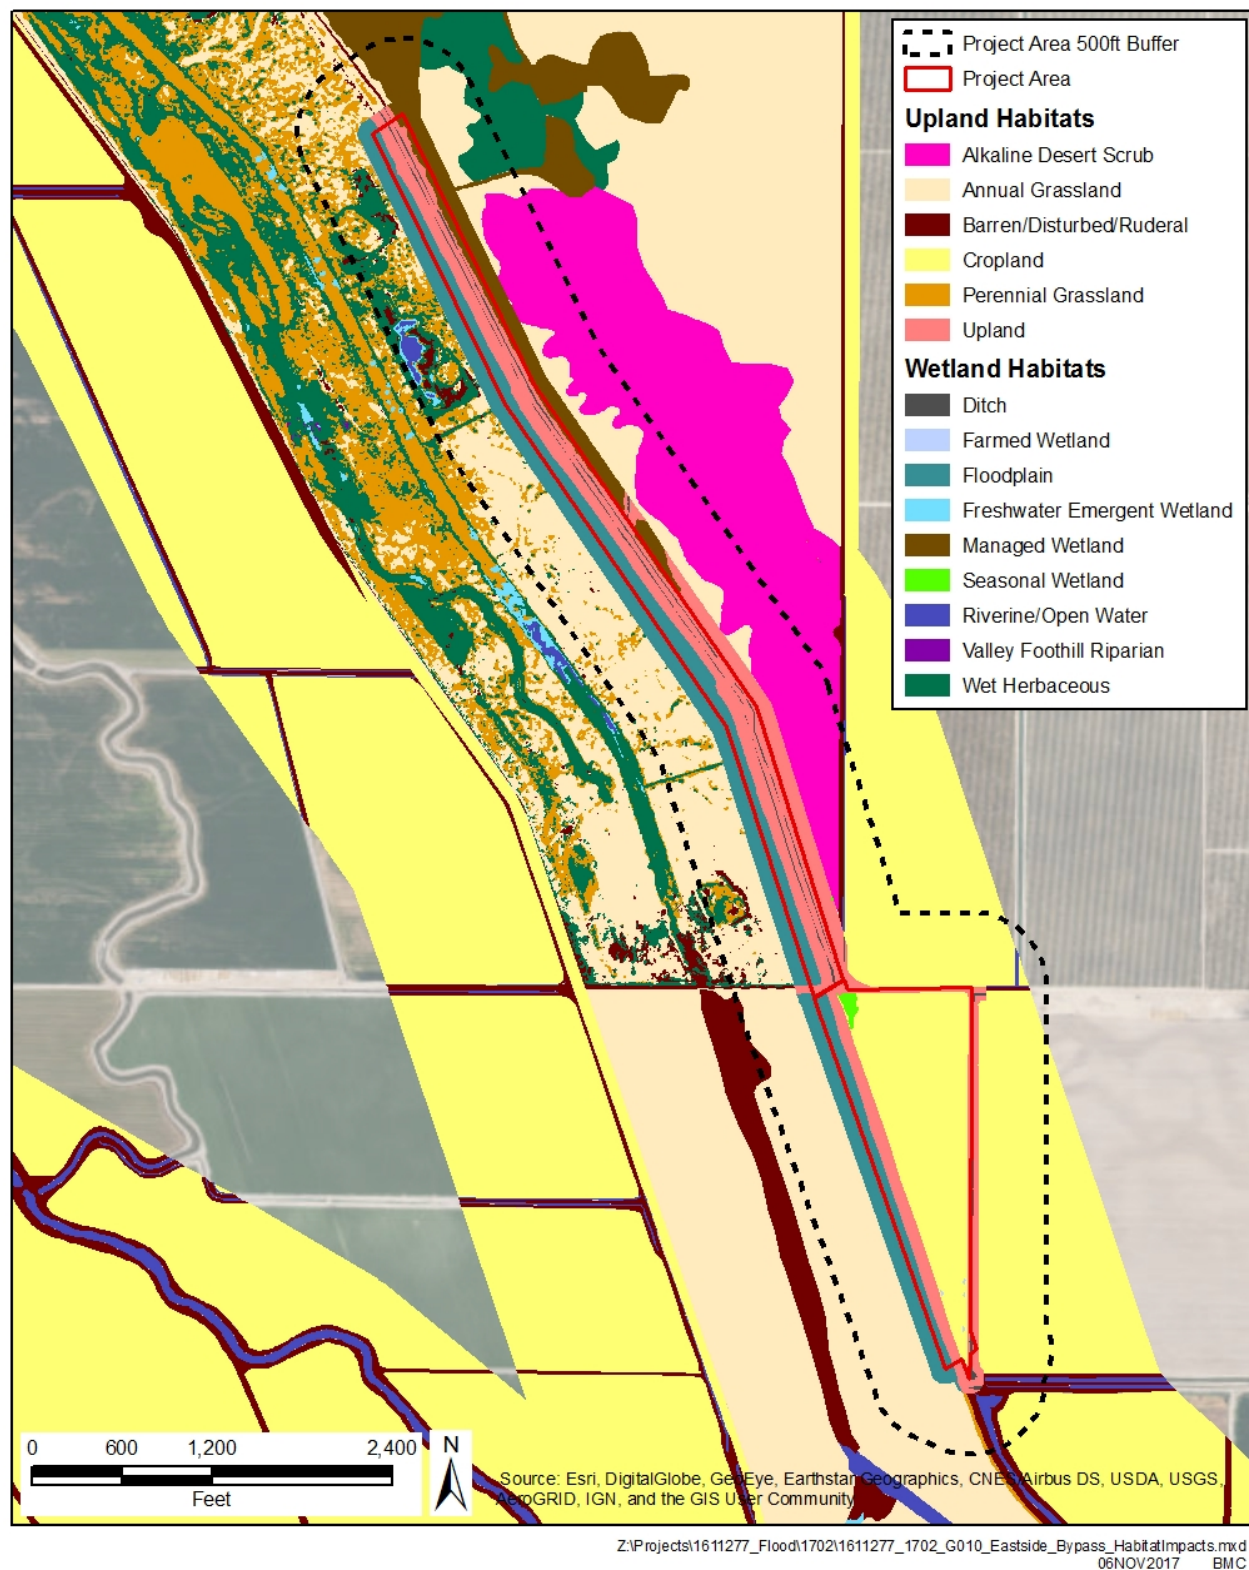 Project Area 500ft Buffer
Project Area
Upland Habitats
Alkaline Desert Scrub
Annual Grassland
Barren/Disturbed/Ruderal
Cropland
Perennial Grassland
Upland
Wetland Habitats
Ditch
Farmed Wetland
Floodplain
Freshwater Emergent Wetland
Managed Wetland
Seasonal Wetland
Riverine/Open Water
Valley Foothill Riparian
Wet Herbaceous
0 600 1,200 2,400
Feet
N
Source: Esri, DigitalGlobe, GeoEye, Earthstar Geographics, CNES/Airbus DS, USDA, USGS,
AeroGRID, IGN, and the GIS User Community
Z:\Projects\1611277_Flood\1702\1611277_1702_G010_Eastside_Bypass_HabitatImpacts.mxd
06NOV2017 BMC